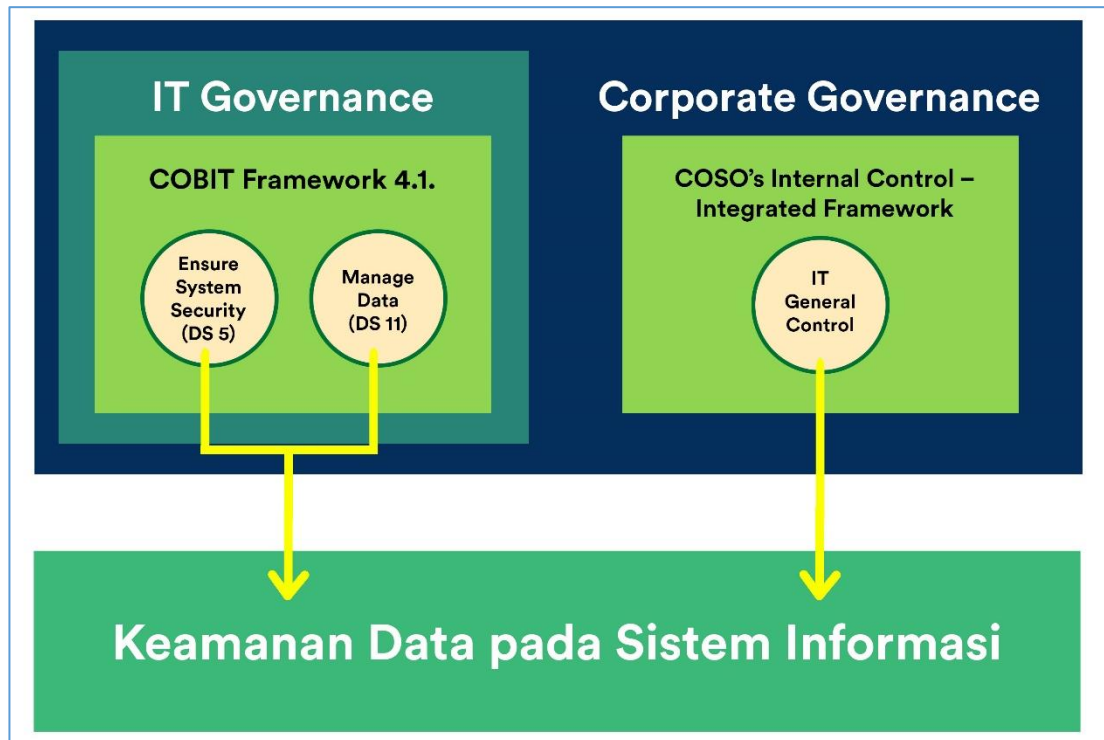 IT Governance
COBIT Framework 4.1.
Ensure
System
Security
(DS 5)
Manage
Data
(DS 11)
Corporate Governance
COSO’s Internal Control –
Integrated Framework
IT
General
Control
Keamanan Data pada Sistem Informasi